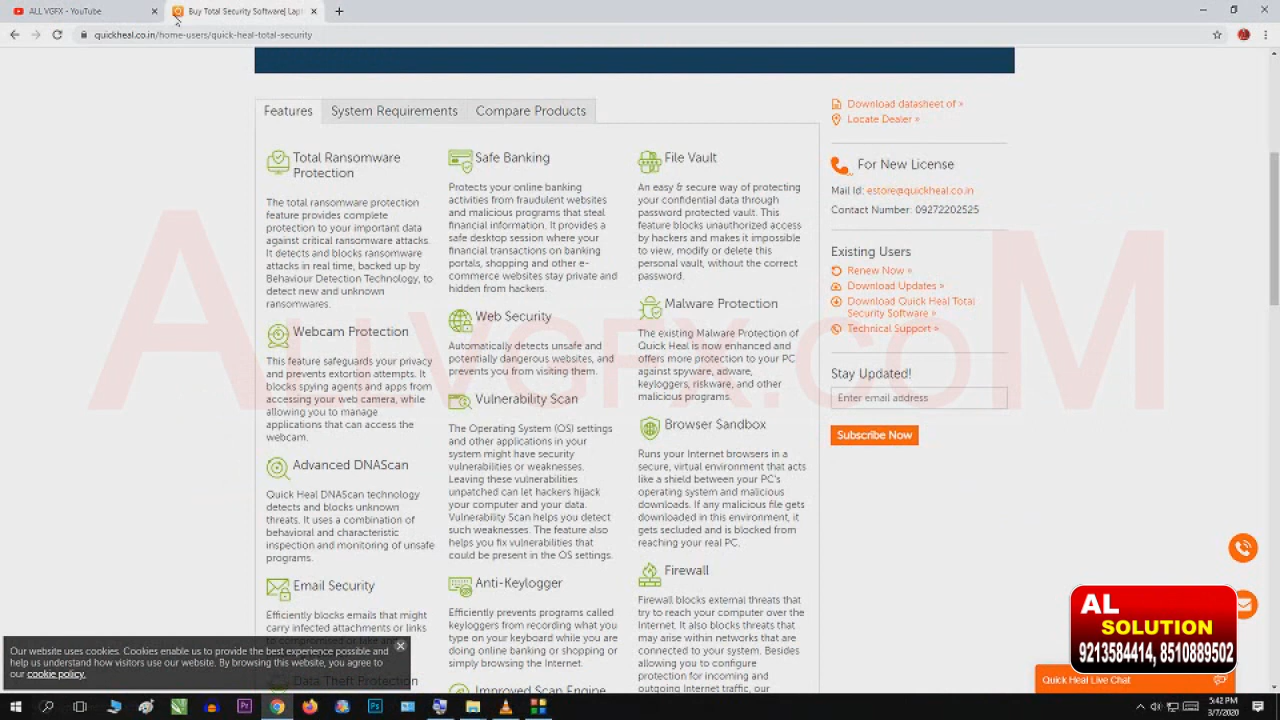 ALL VGFX - YouTube
Buy Total Security Software| Lapt
quickheal.co.in/home-users/quick-heal-total-security
Features
System Requirements
Compare Products
Total Ransomware
Protection
The total ransomware protection
feature provides complete
protection to your important data
against critical ransomware attacks.
It detects and blocks ransomware
attacks in real time, backed up by
Behaviour Detection Technology, to
detect new and unknown
ransomwares.
Webcam Protection
This feature safeguards your privacy
and prevents extortion attempts. It
blocks spying agents and apps from
accessing your web camera, while
allowing you to manage
applications that can access the
webcam.
Advanced DNAScan
Quick Heal DNAScan technology
detects and blocks unknown
threats. It uses a combination of
behavioral and characteristic
inspection and monitoring of unsafe
programs.
Email Security
Efficiently blocks emails that might
carry infected attachments or links
to compromised or fake and
Data Theft Protection
Safe Banking
Protects your online banking
activities from fraudulent websites
and malicious programs that steal
financial information. It provides a
safe desktop session where your
financial transactions on banking
portals, shopping and other e-
commerce websites stay private and
hidden from hackers.
Web Security
Automatically detects unsafe and
potentially dangerous websites, and
prevents you from visiting them.
Vulnerability Scan
The Operating System (OS) settings
and other applications in your
system might have security
vulnerabilities or weaknesses.
Leaving these vulnerabilities
unpatched can let hackers hijack
your computer and your data.
Vulnerability Scan helps you detect
such weaknesses. The feature also
helps you fix vulnerabilities that
could be present in the OS settings.
Anti-Keylogger
Efficiently prevents programs called
keyloggers from recording what you
type on your keyboard while you are
doing online banking or shopping or
simply browsing the Internet.
Improved Scan Engine
File Vault
An easy & secure way of protecting
your confidential data through
password protected vault. This
feature blocks unauthorized access
by hackers and makes it impossible
to view, modify or delete this
personal vault, without the correct
password.
Malware Protection
The existing Malware Protection of
Quick Heal is now enhanced and
offers more protection to your PC
against spyware, adware,
keyloggers, riskware, and other
malicious programs.
Browser Sandbox
Runs your Internet browsers in a
secure, virtual environment that acts
like a shield between your PC's
operating system and malicious
downloads. If any malicious file gets
downloaded in this environment, it
gets secluded and is blocked from
reaching your real PC.
Firewall
Firewall blocks external threats that
try to reach your computer over the
Internet. It also blocks threats that
may arise within networks that are
connected to your system. Besides
allowing you to configure
protection for incoming and
outgoing Internet traffic, our
Download datasheet of »
Locate Dealer »
For New License
Mail Id: estore@quickheal.co.in
Contact Number: 09272202525
Existing Users
Renew Now »
Download Updates »
Download Quick Heal Total
Security Software »
Technical Support »
Stay Updated!
Enter email address
Subscribe Now
ALLVGFX.COM
AL
SOLUTION
9213584414, 8510889502
Quick Heal Live Chat
Our website uses cookies. Cookies enable us to provide the best experience possible and
help us understand how visitors use our website. By browsing this website, you agree to
our cookie policy.
5:42 PM
3/7/2020